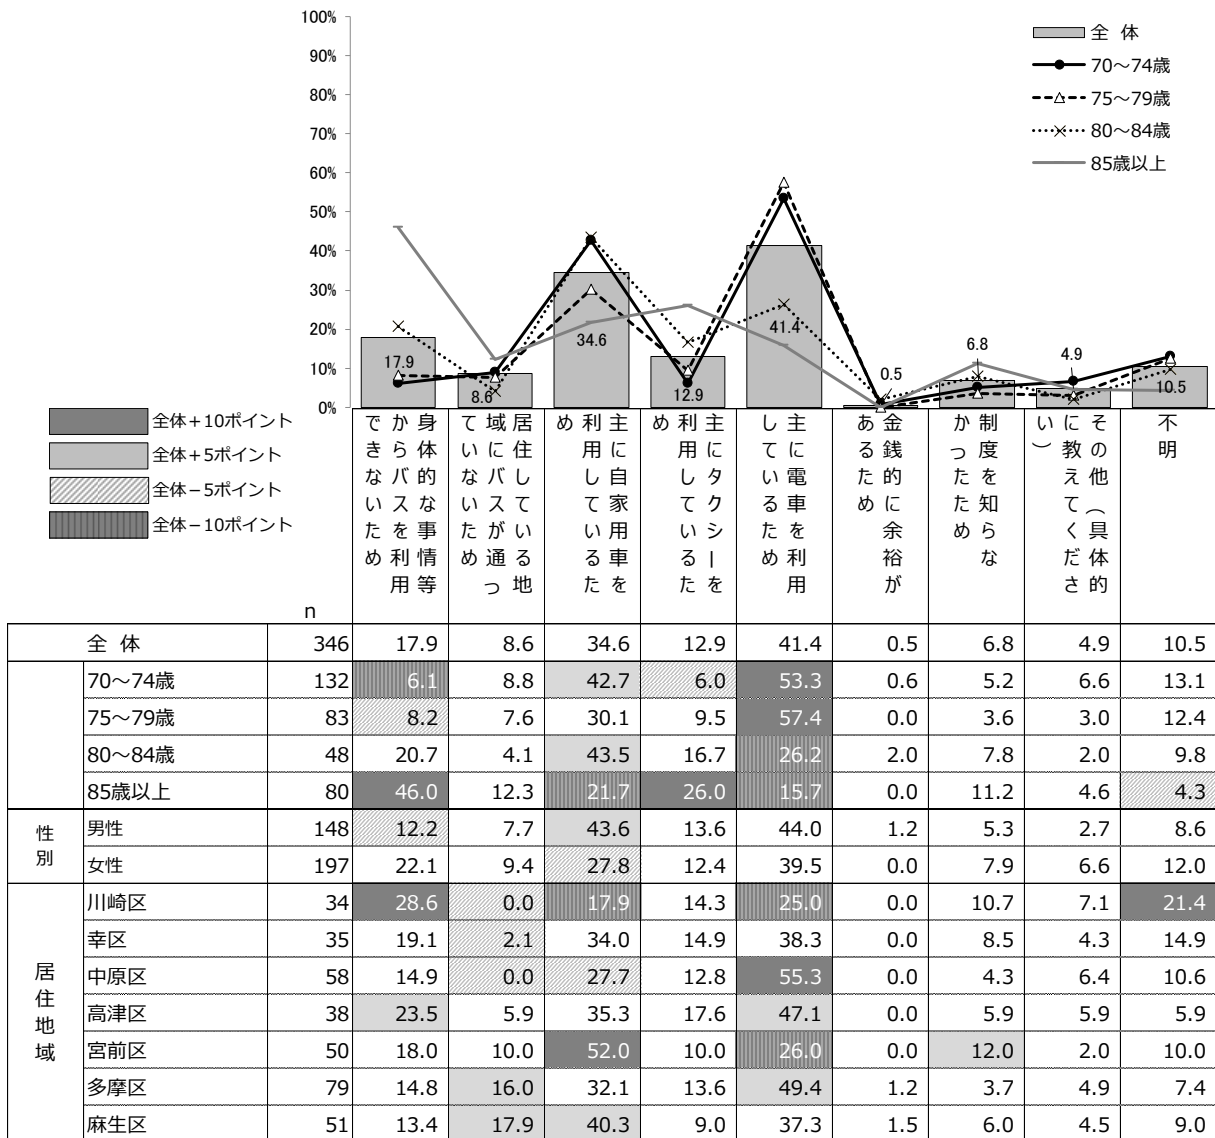 100%
90%
80%
70%
60%
50%
40%
30%
20%
10%
0%
全 体
70～74歳
75～79歳
80～84歳
85歳以上
17.9
8.6
34.6
12.9
41.4
0.5
6.8
4.9
10.5
全体＋10ポイント
全体＋5ポイント
全体－5ポイント
全体－10ポイント
身体的な事情等
からバスを利用
できないため
居住している地
域にバスが通っ
ていないため
主に自家用車を
利用しているた
め
主にタクシーを
利用しているた
め
主に電車を利用
しているため
金銭的に余裕が
あるため
制度を知らな
かったため
その他（具体的
に教えてくださ
い）
不明
n
全 体 346 17.9 8.6 34.6 12.9 41.4 0.5 6.8 4.9 10.5
70～74歳 132 6.1 8.8 42.7 6.0 53.3 0.6 5.2 6.6 13.1
75～79歳 83 8.2 7.6 30.1 9.5 57.4 0.0 3.6 3.0 12.4
80～84歳 48 20.7 4.1 43.5 16.7 26.2 2.0 7.8 2.0 9.8
85歳以上 80 46.0 12.3 21.7 26.0 15.7 0.0 11.2 4.6 4.3
性別
男性 148 12.2 7.7 43.6 13.6 44.0 1.2 5.3 2.7 8.6
女性 197 22.1 9.4 27.8 12.4 39.5 0.0 7.9 6.6 12.0
居住地域
川崎区 34 28.6 0.0 17.9 14.3 25.0 0.0 10.7 7.1 21.4
幸区 35 19.1 2.1 34.0 14.9 38.3 0.0 8.5 4.3 14.9
中原区 58 14.9 0.0 27.7 12.8 55.3 0.0 4.3 6.4 10.6
高津区 38 23.5 5.9 35.3 17.6 47.1 0.0 5.9 5.9 5.9
宮前区 50 18.0 10.0 52.0 10.0 26.0 0.0 12.0 2.0 10.0
多摩区 79 14.8 16.0 32.1 13.6 49.4 1.2 3.7 4.9 7.4
麻生区 51 13.4 17.9 40.3 9.0 37.3 1.5 6.0 4.5 9.0